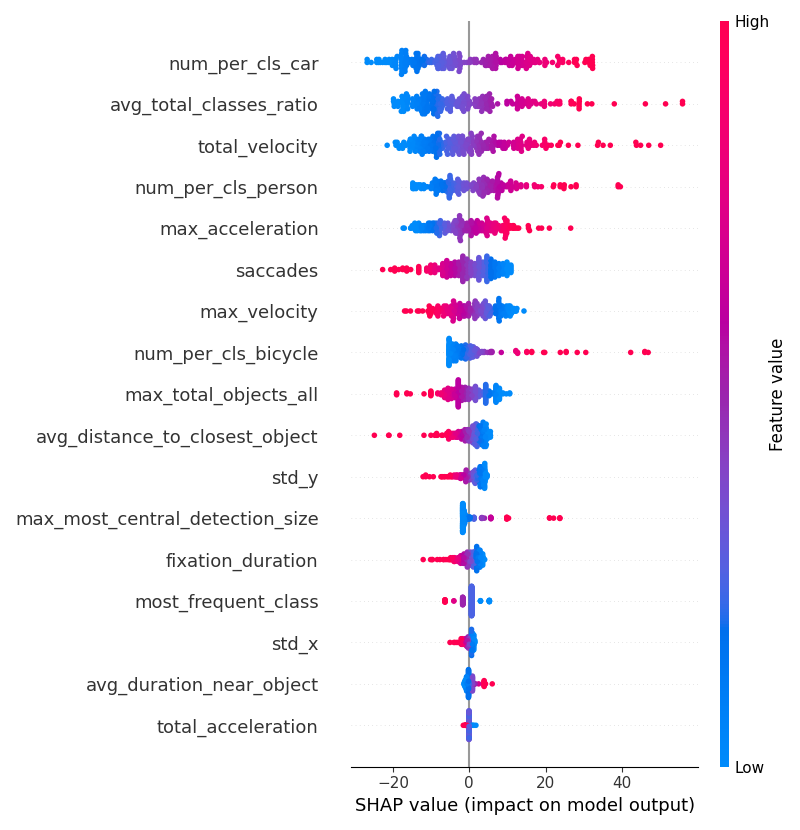 High
num_per_cls_car
avg_total_classes_ratio
total_velocity
num_per_cls_person
max_acceleration
saccades
max_velocity
num_per_cls_bicycle
max_total_objects_all
avg_distance_to_closest_object
std_y
max_most_central_detection_size
fixation_duration
most_frequent_class
std_x
avg_duration_near_object
total_acceleration
Feature value
Low
−20 0 20 40
SHAP value (impact on model output)